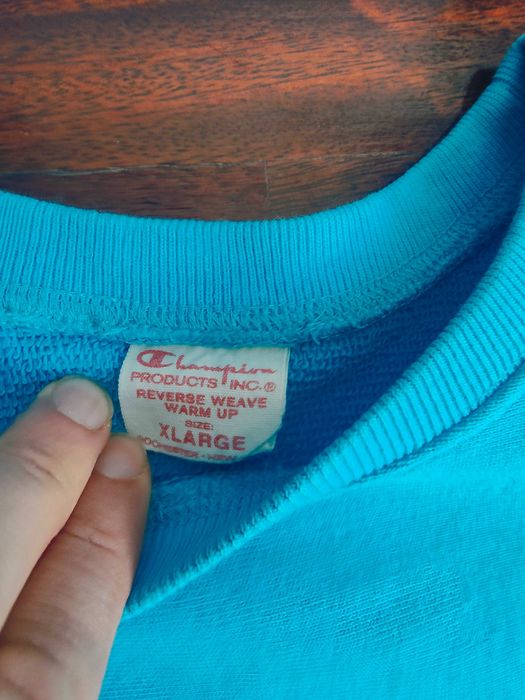 Champion
PRODUCTS INC.®
REVERSE WEAVE
WARM UP
SIZE:
XLARGE